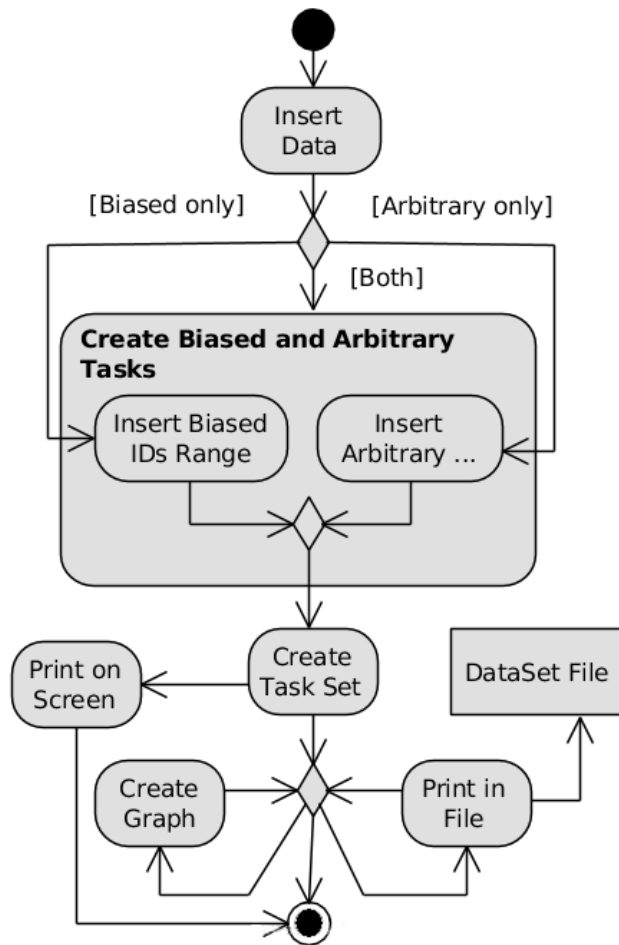 Insert
Data
[Biased only]
[Arbitrary only]
[Both]
Create Biased and Arbitrary
Tasks
Insert Biased
IDs Range
Insert
Arbitrary ...
Create
Task Set
Print on
Screen
DataSet File
Create
Graph
Print in
File